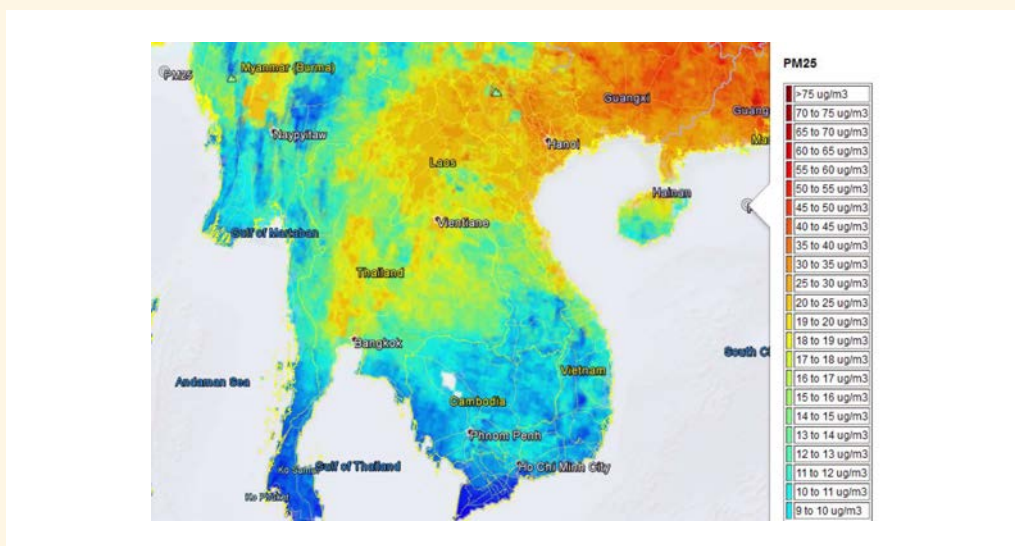 PM25
Myanmar (Burma)
Guangxi
Naypyitaw
Hanoi
Laos
Hainan
Vientiane
Gulf of Martaban
Thailand
Bangkok
South
Andaman Sea
Vietnam
Cambodia
Phnom Penh
Gulf of Thailand
Ho Chi Minh City
PM25
>75 ug/m3
70 to 75 ug/m3
65 to 70 ug/m3
60 to 65 ug/m3
55 to 60 ug/m3
50 to 55 ug/m3
45 to 50 ug/m3
40 to 45 ug/m3
35 to 40 ug/m3
30 to 35 ug/m3
25 to 30 ug/m3
20 to 25 ug/m3
19 to 20 ug/m3
18 to 19 ug/m3
17 to 18 ug/m3
16 to 17 ug/m3
15 to 16 ug/m3
14 to 15 ug/m3
13 to 14 ug/m3
12 to 13 ug/m3
11 to 12 ug/m3
10 to 11 ug/m3
9 to 10 ug/m3